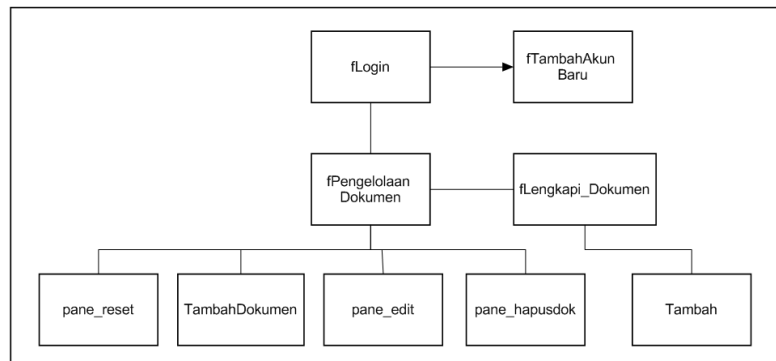 fLogin
fTambahAkun
Baru
fPengelolaan
Dokumen
fLengkapi_Dokumen
pane_reset
TambahDokumen
pane_edit
pane_hapusdok
Tambah